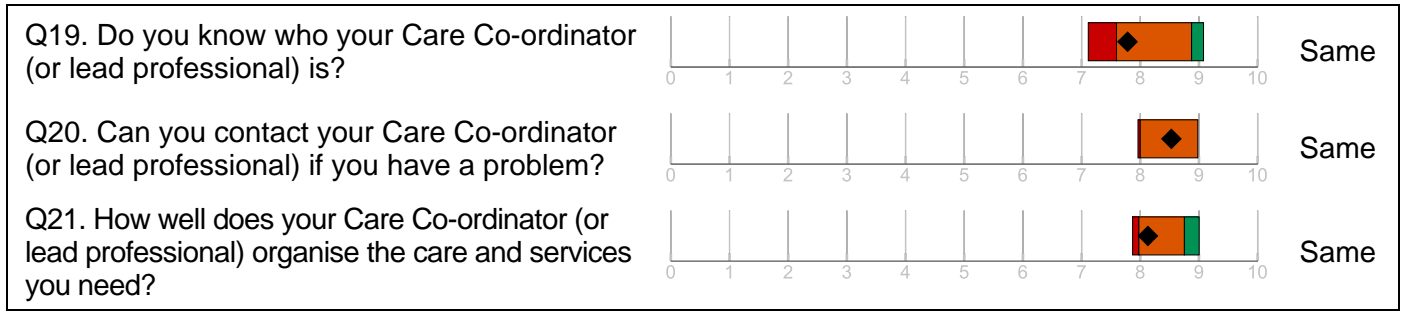 Q19. Do you know who your Care Co-ordinator
(or lead professional) is?
0 1 2 3 4 5 6 7 8 9 10
Same
Q20. Can you contact your Care Co-ordinator
(or lead professional) if you have a problem?
0 1 2 3 4 5 6 7 8 9 10
Same
Q21. How well does your Care Co-ordinator (or
lead professional) organise the care and services
you need?
0 1 2 3 4 5 6 7 8 9 10
Same